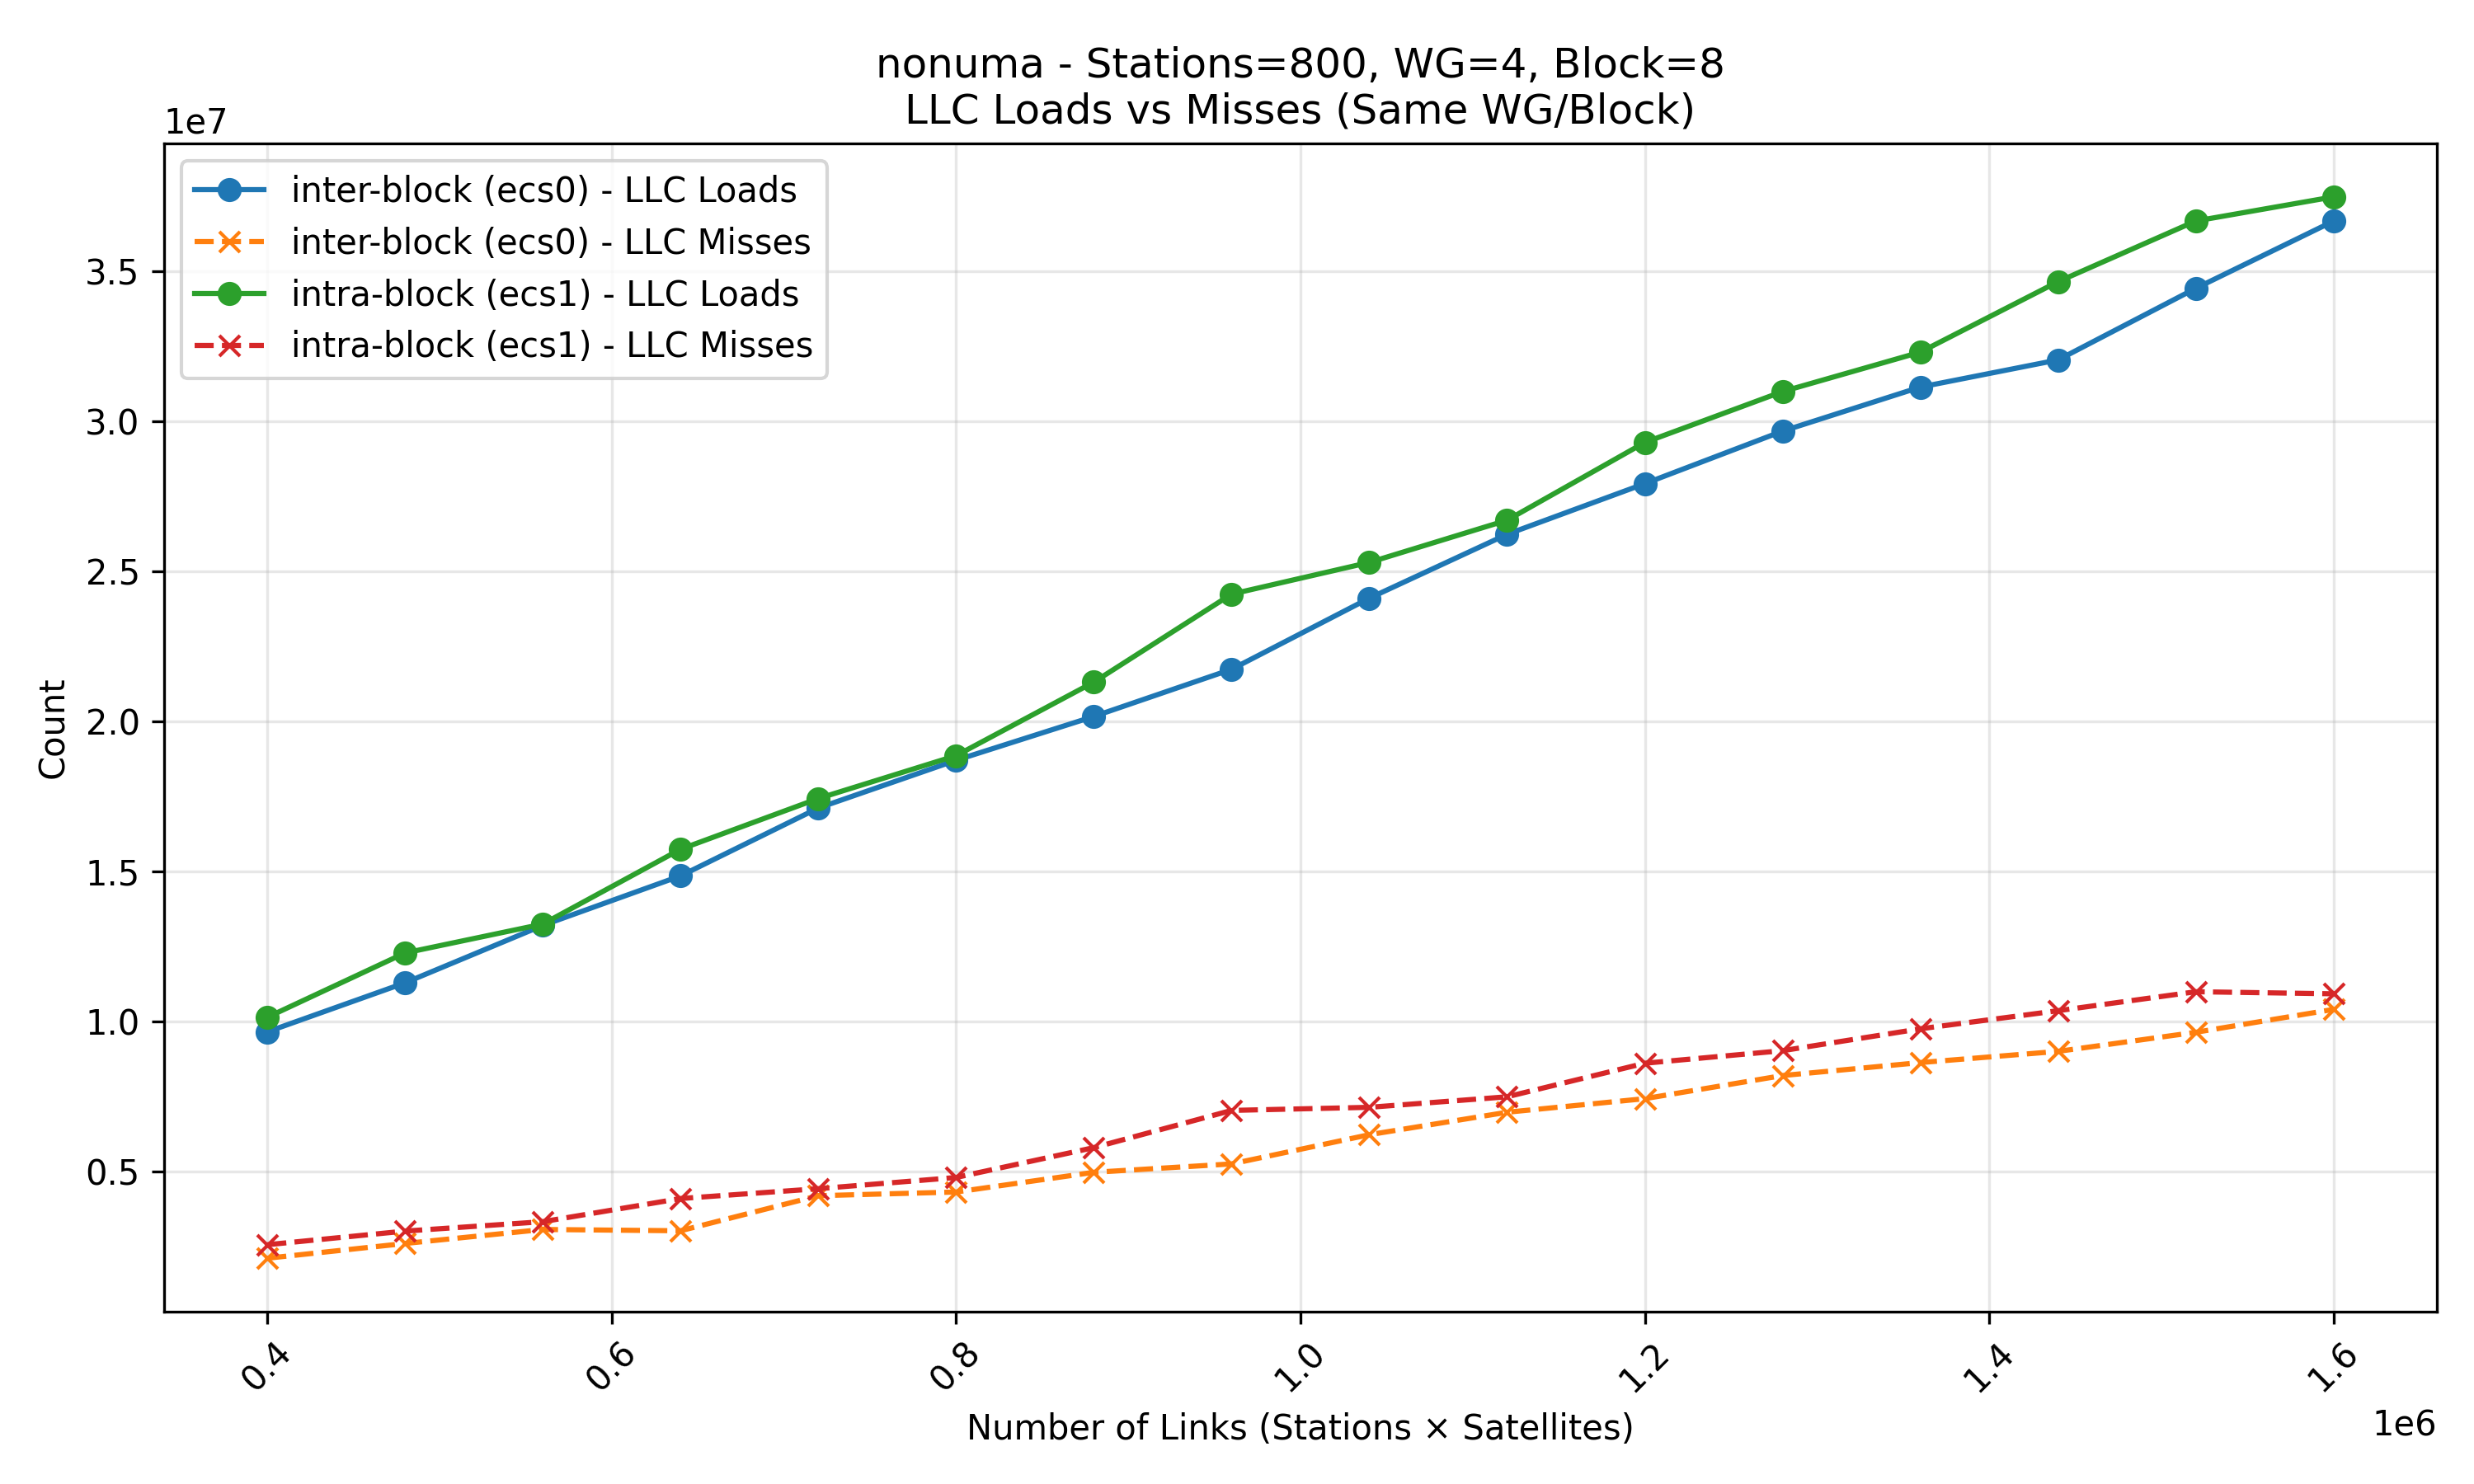 nonuma - Stations=800, WG=4, Block=8
LLC Loads vs Misses (Same WG/Block)
1e7
inter-block (ecs0) - LLC Loads
inter-block (ecs0) - LLC Misses
intra-block (ecs1) - LLC Loads
intra-block (ecs1) - LLC Misses
3.5
3.0
2.5
2.0
1.5
1.0
0.5
Count
0.4
0.6
0.8
1.0
1.2
1.4
1.6
1e6
Number of Links (Stations × Satellites)